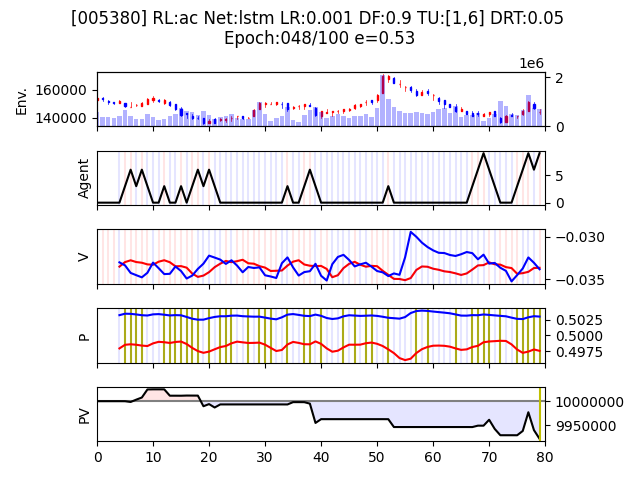 [005380] RL:ac Net:lstm LR:0.001 DF:0.9 TU:[1,6] DRT:0.05
Epoch:048/100 e=0.53
1e6
Env.
160000
140000
2
0
Agent
5
0
V
−0.030
−0.035
P
0.5025
0.5000
0.4975
PV
10000000
9950000
0 10 20 30 40 50 60 70 80